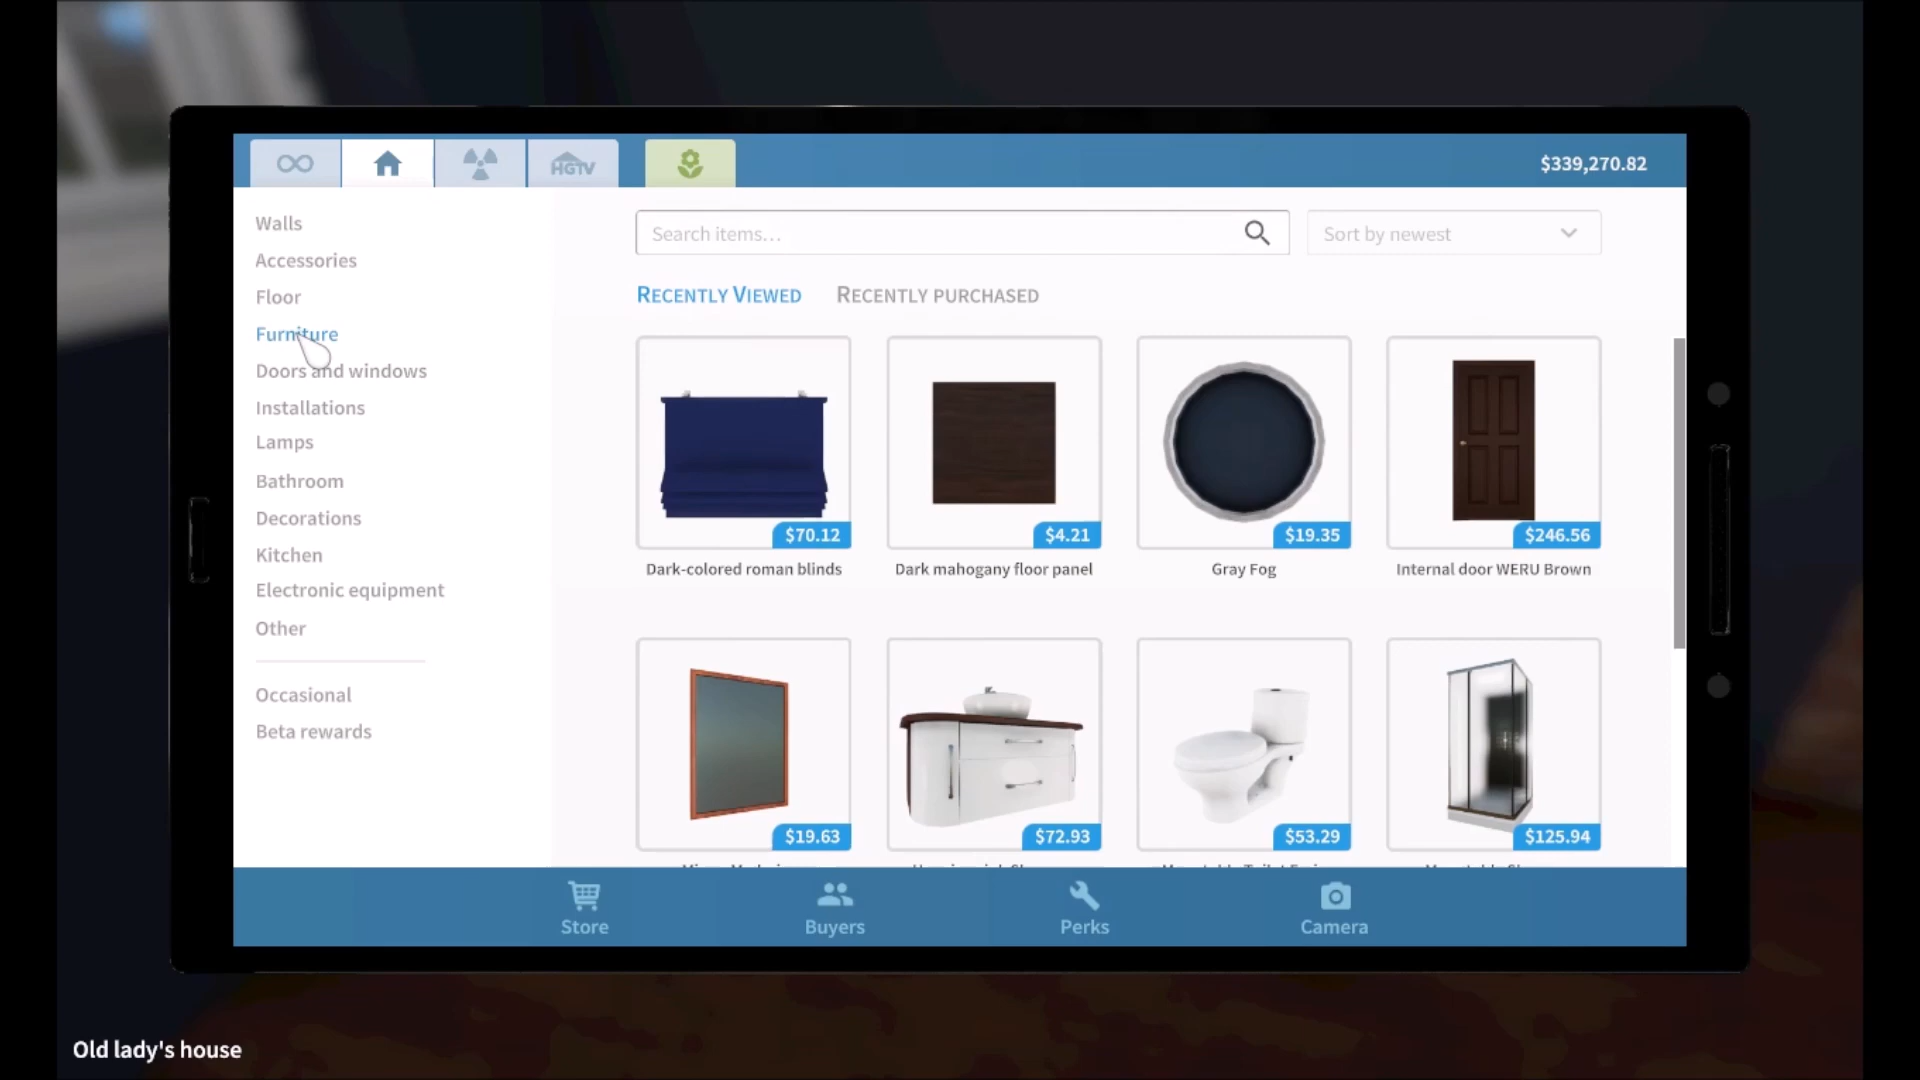 HGTV
$339,270.82
Walls
Accessories
Floor
Furniture
Doors and windows
Installations
Lamps
Bathroom
Decorations
Kitchen
Electronic equipment
Other
Occasional
Beta rewards
Search items...
Sort by newest
RECENTLY VIEWED
RECENTLY PURCHASED
$70.12
$4.21
$19.35
$246.56
Dark-colored roman blinds
Dark mahogany floor panel
Gray Fog
Internal door WERU Brown
$19.63
$72.93
$53.29
$125.94
Store
Buyers
Perks
Camera
Old lady's house